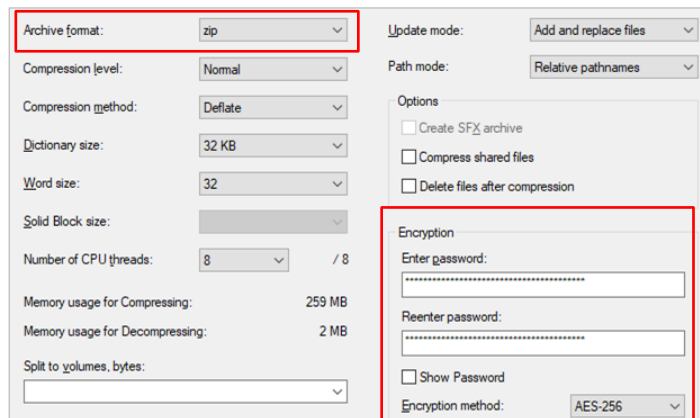 Archive format: zip
Compression level: Normal
Compression method: Deflate
Dictionary size: 32 KB
Word size: 32
Solid Block size:
Number of CPU threads: 8 / 8
Memory usage for Compressing: 259 MB
Memory usage for Decompressing: 2 MB
Split to volumes, bytes:
Update mode: Add and replace files
Path mode: Relative pathnames
Options
Create SFX archive
Compress shared files
Delete files after compression
Encryption
Enter password:
Reenter password:
Show Password
Encryption method: AES-256